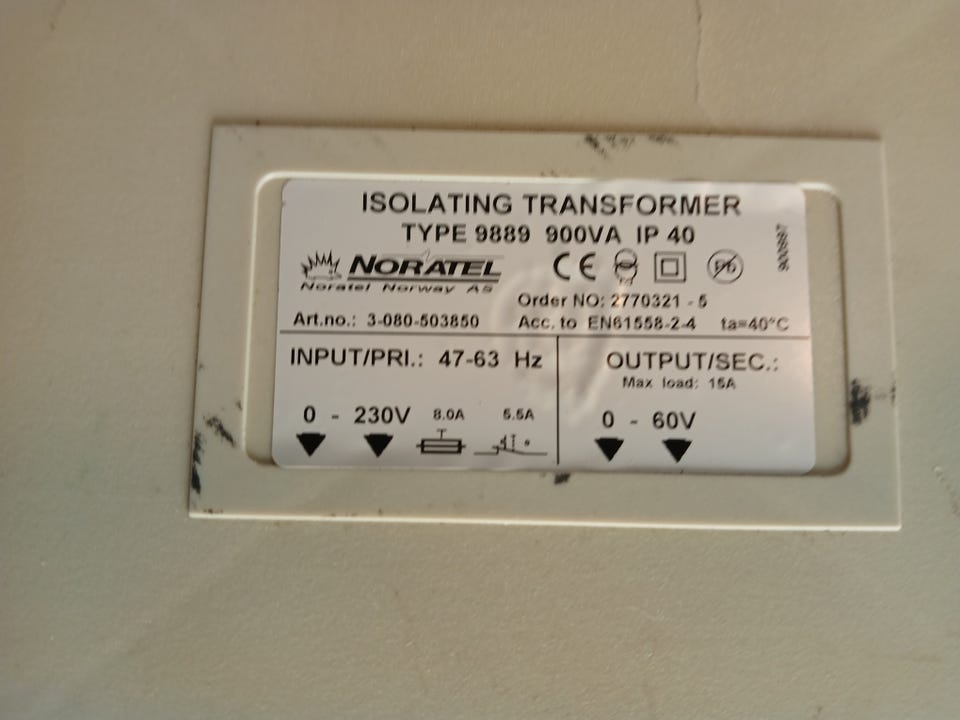 ISOLATING TRANSFORMER
TYPE 9889 900VA IP 40
NORATEL
Noratel Norway AS
CE
Pb
Order NO: 2770321 - 5
Art.no.: 3-080-503850 Acc. to EN61558-2-4 ta=40°C
INPUT/PRI.: 47-63 Hz
0 - 230V 8.0A 5.5A
OUTPUT/SEC.:
Max load: 15A
0 - 60V